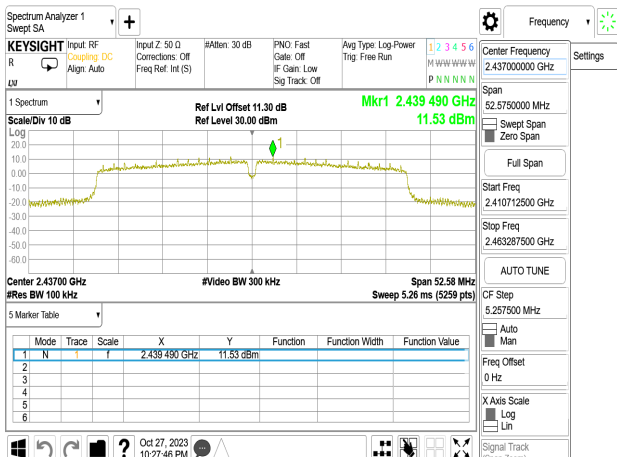 Spectrum Analyzer 1
Swept SA
+
Frequency
KEYSIGHT
R
LXI
Input: RF
Coupling: DC
Align: Auto
Input Z: 50 Ω
Corrections: Off
Freq Ref: Int (S)
#Atten: 30 dB
PNO: Fast
Gate: Off
IF Gain: Low
Sig Track: Off
Avg Type: Log-Power
Trig: Free Run
1 2 3 4 5 6
M W W W W W
P N N N N N
Center Frequency
2.437000000 GHz
Settings
Span
52.5750000 MHz
Swept Span
Zero Span
Full Span
Start Freq
2.410712500 GHz
Stop Freq
2.463287500 GHz
AUTO TUNE
CF Step
5.257500 MHz
Auto
Man
Freq Offset
0 Hz
X Axis Scale
Log
Lin
Signal Track
1 Spectrum
Scale/Div 10 dB
Ref Lvl Offset 11.30 dB
Ref Level 30.00 dBm
Mkr1 2.439 490 GHz
11.53 dBm
Log
20.0
10.0
0.00
-10.0
-20.0
-30.0
-40.0
-50.0
-60.0
1
Center 2.43700 GHz
#Res BW 100 kHz
#Video BW 300 kHz
Span 52.58 MHz
Sweep 5.26 ms (5259 pts)
5 Marker Table
Mode Trace Scale X Y Function Function Width Function Value
1 N 1 f 2.439 490 GHz 11.53 dBm
2
3
4
5
6
?
Oct 27, 2023
10:27:46 PM